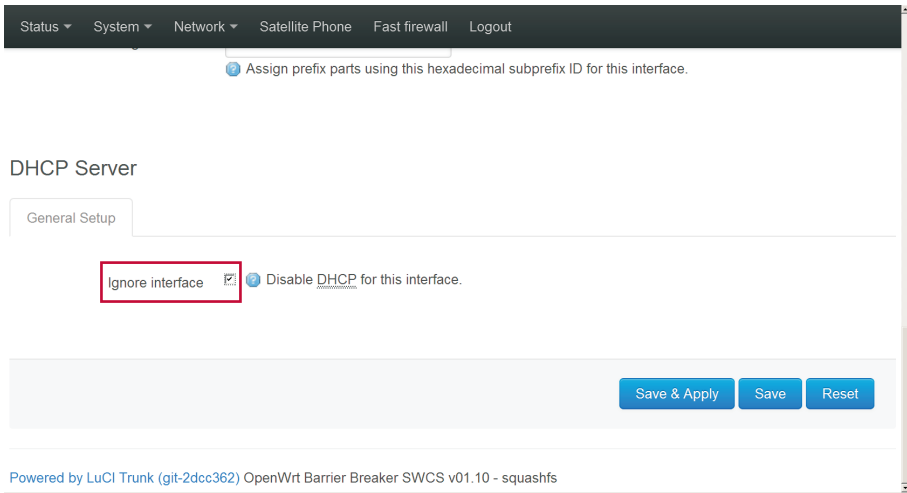 Status System Network Satellite Phone Fast firewall Logout
Assign prefix parts using this hexadecimal subprefix ID for this interface.
DHCP Server
General Setup
Ignore interface Disable DHCP for this interface.
Save & Apply Save Reset
Powered by LuCI Trunk (git-2dcc362) OpenWrt Barrier Breaker SWCS v01.10 - squashfs